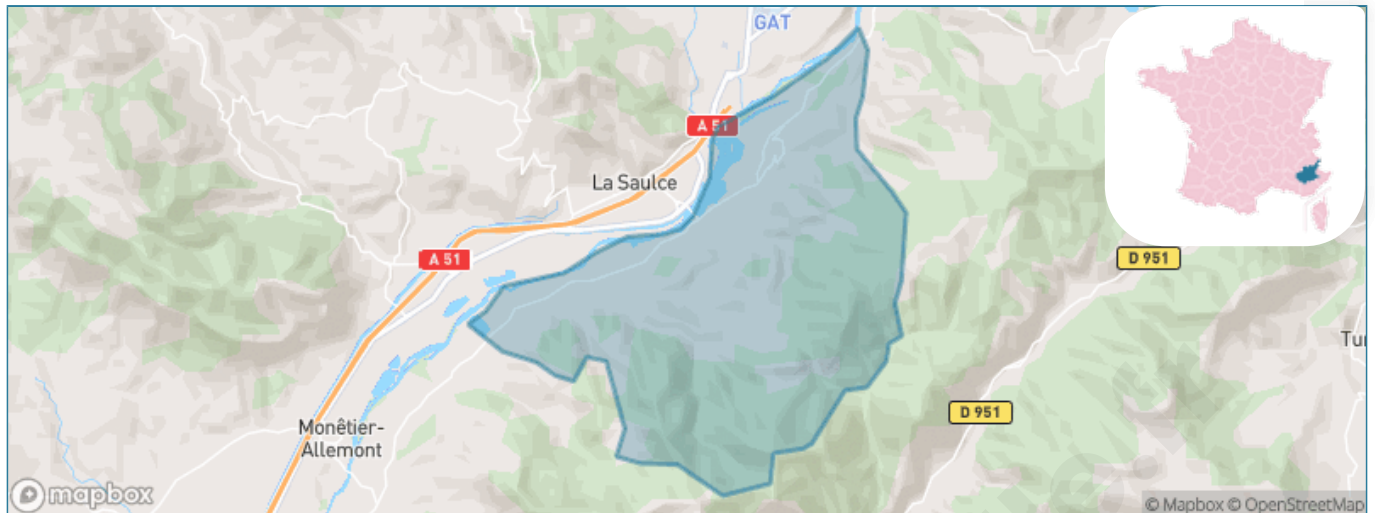 GAT
A 51
La Saulce
A 51
D 951
Monêtier-
Allemont
D 951
mapbox
© Mapbox © OpenStreetMap